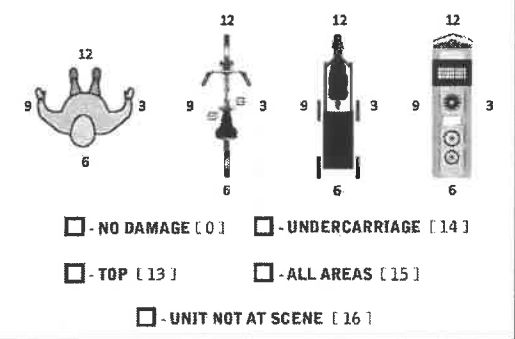 12 12 12
12
9 3 9 3 9 3 9 3
6 6 6 6
- NO DAMAGE [ 0 ] - UNDERCARRIAGE [ 14 ]
- TOP [ 13 ] - ALL AREAS [ 15 ]
- UNIT NOT AT SCENE [ 16 ]